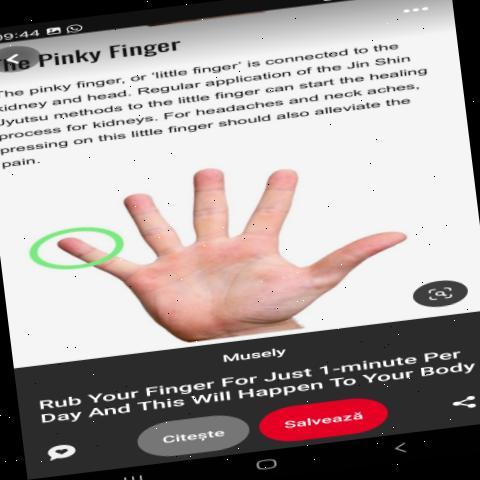 09:44
The Pinky Finger
The pinky finger, or 'little finger' is connected to the
kidney and head. Regular application of the Jin Shin
Jyutsu methods to the little finger can start the healing
process for kidneys. For headaches and neck aches,
pressing on this little finger should also alleviate the
pain.
Musely
Rub Your Finger For Just 1-minute Per
Day And This Will Happen To Your Body
Citește
Salvează